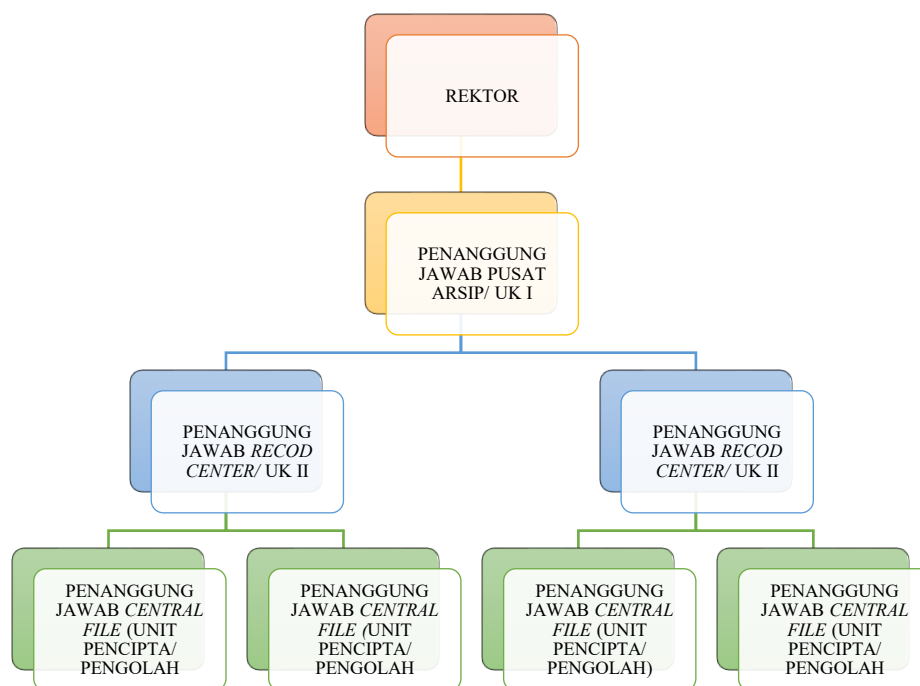 REKTOR
PENANGGUNG
JAWAB PUSAT
ARSIP/ UK I
PENANGGUNG
JAWAB RECOD
CENTER/ UK II
PENANGGUNG
JAWAB RECOD
CENTER/ UK II
PENANGGUNG
JAWAB CENTRAL
FILE (UNIT
PENCIPTA/
PENGOLAH
PENANGGUNG
JAWAB CENTRAL
FILE (UNIT
PENCIPTA/
PENGOLAH
PENANGGUNG
JAWAB CENTRAL
FILE (UNIT
PENCIPTA/
PENGOLAH)
PENANGGUNG
JAWAB CENTRAL
FILE (UNIT
PENCIPTA/
PENGOLAH